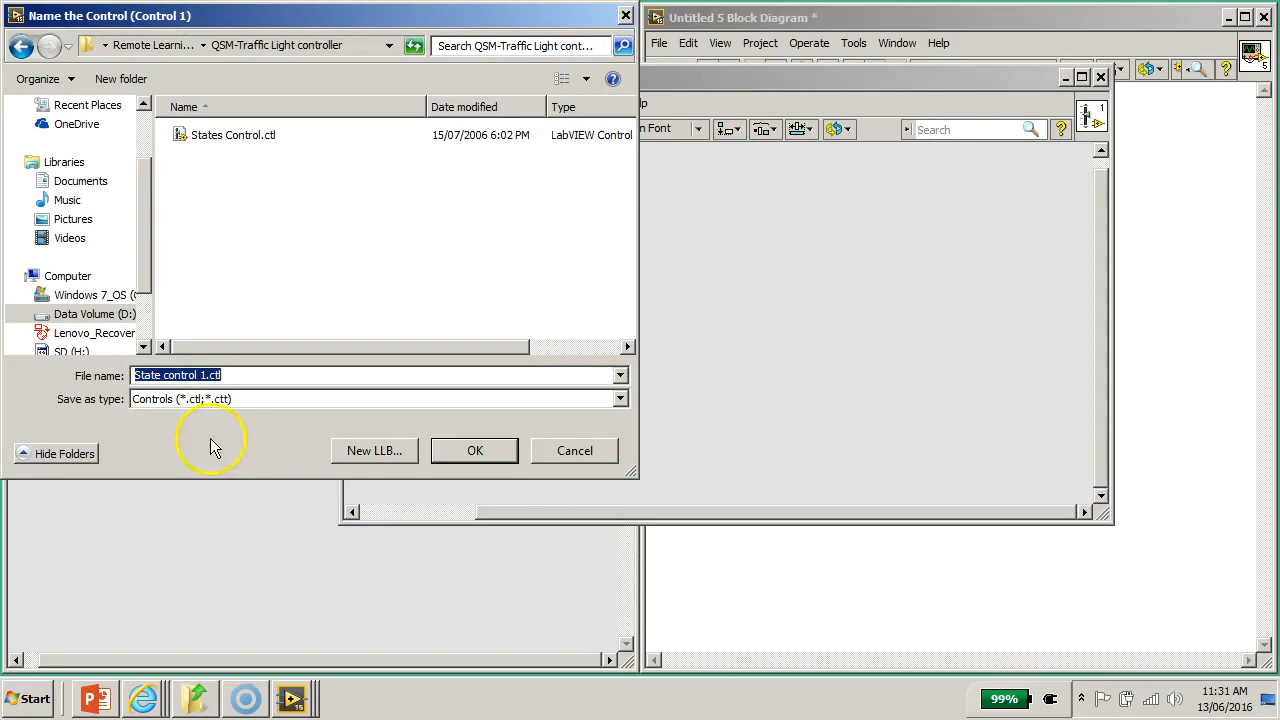 Name the Control (Control 1)
Untitled 5 Block Diagram *
Remote Learni... QSM-Traffic Light controller
Search QSM-Traffic Light cont...
File Edit View Project Operate Tools Window Help
Organize New folder
Recent Places
OneDrive
Libraries
Documents
Music
Pictures
Videos
Computer
Windows 7_OS (
Data Volume (D:)
Lenovo_Recover
SD (H:)
Name Date modified Type
States Control.ctl 15/07/2006 6:02 PM LabVIEW Control
Font
Search
1
5
File name: State control 1.ctl
Save as type: Controls (*.ctl;*.ctt)
Hide Folders New LLB... OK Cancel
Start
99%
11:31 AM
13/06/2016